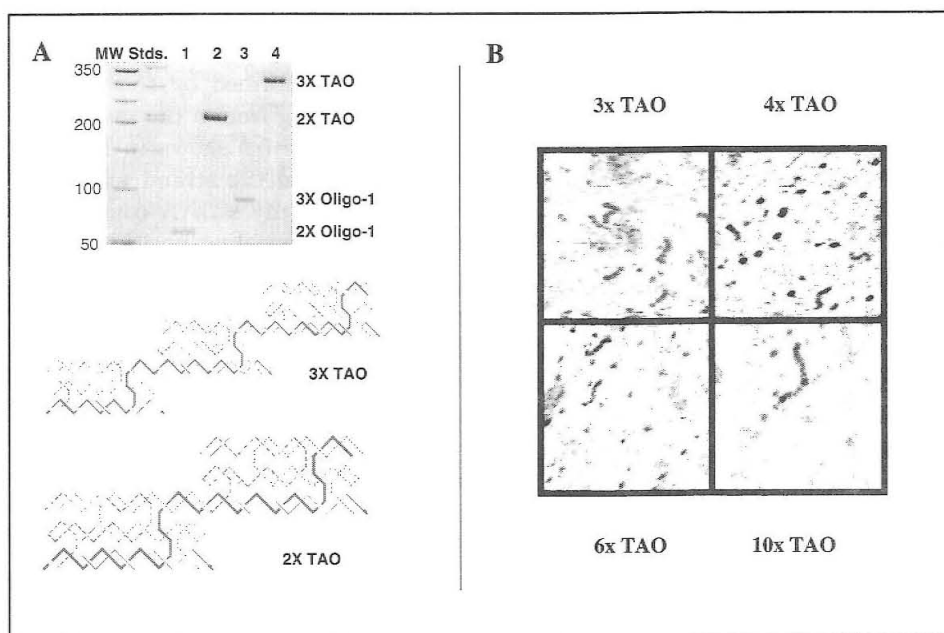 A
MW Stds. 1 2 3 4
350
3X TAO
2X TAO
200
100
3X Oligo-1
2X Oligo-1
50
3X TAO
2X TAO
B
3x TAO 4x TAO
6x TAO 10x TAO